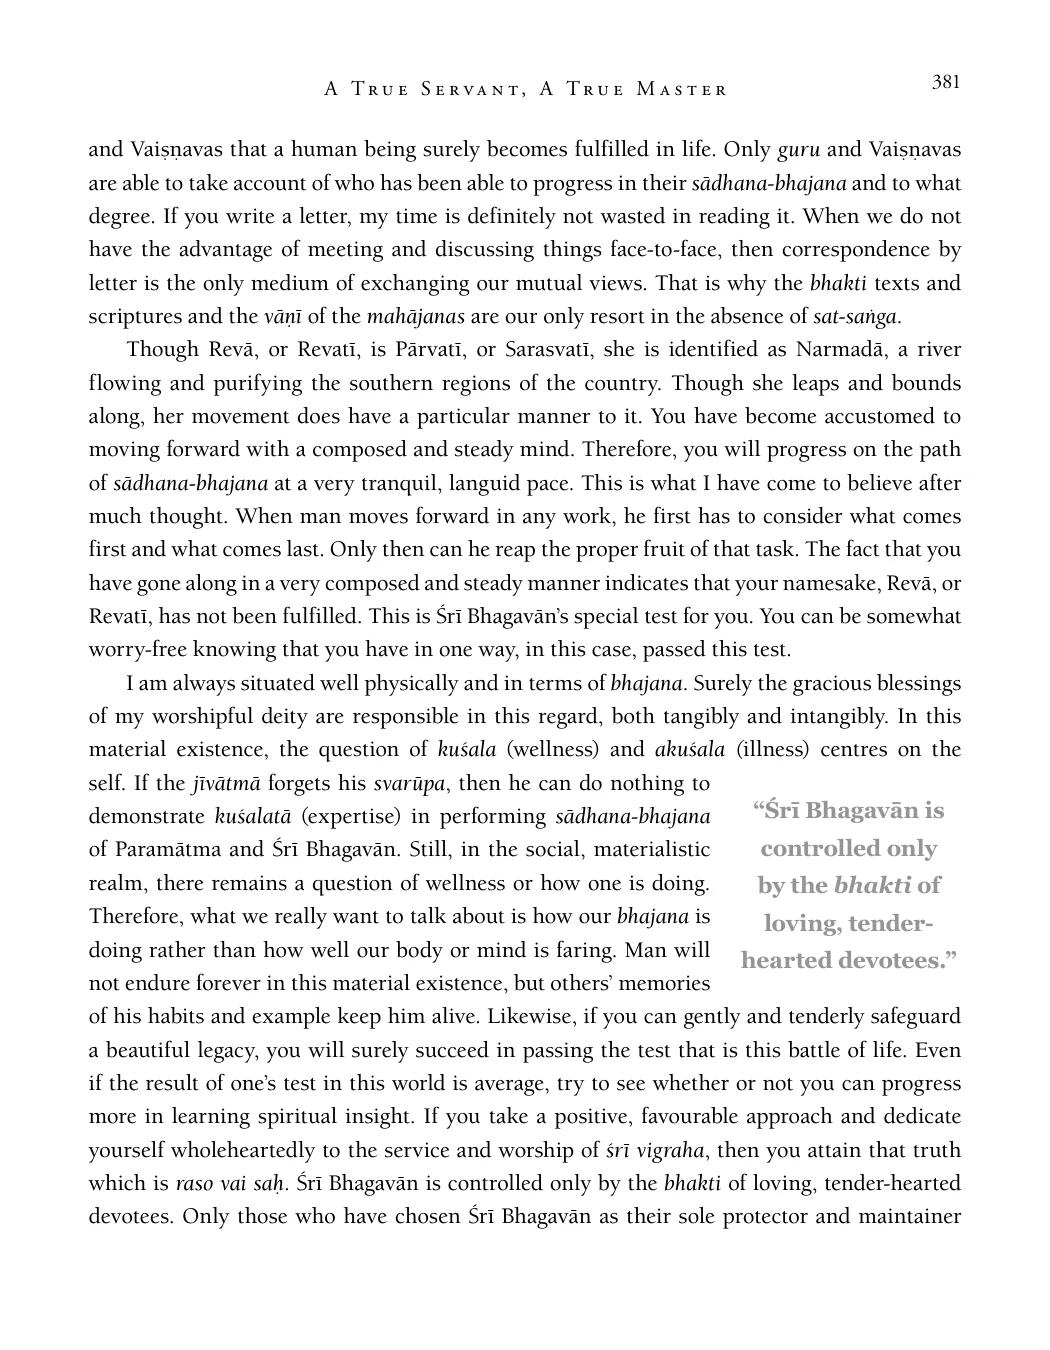 A True Servant, A True Master
381
and Vaiṣṇavas that a human being surely becomes fulfilled in life. Only guru and Vaiṣṇavas
are able to take account of who has been able to progress in their sādhana-bhajana and to what
degree. If you write a letter, my time is definitely not wasted in reading it. When we do not
have the advantage of meeting and discussing things face-to-face, then correspondence by
letter is the only medium of exchanging our mutual views. That is why the bhakti texts and
scriptures and the vāṇī of the mahājanas are our only resort in the absence of sat-saṅga.
Though Revā, or Revatī, is Pārvatī, or Sarasvatī, she is identified as Narmadā, a river
flowing and purifying the southern regions of the country. Though she leaps and bounds
along, her movement does have a particular manner to it. You have become accustomed to
moving forward with a composed and steady mind. Therefore, you will progress on the path
of sādhana-bhajana at a very tranquil, languid pace. This is what I have come to believe after
much thought. When man moves forward in any work, he first has to consider what comes
first and what comes last. Only then can he reap the proper fruit of that task. The fact that you
have gone along in a very composed and steady manner indicates that your namesake, Revā, or
Revatī, has not been fulfilled. This is Śrī Bhagavān’s special test for you. You can be somewhat
worry-free knowing that you have in one way, in this case, passed this test.
I am always situated well physically and in terms of bhajana. Surely the gracious blessings
of my worshipful deity are responsible in this regard, both tangibly and intangibly. In this
material existence, the question of kuśala (wellness) and akuśala (illness) centres on the
self. If the jīvātmā forgets his svarūpa, then he can do nothing to
demonstrate kuśalatā (expertise) in performing sādhana-bhajana
of Paramātma and Śrī Bhagavān. Still, in the social, materialistic
realm, there remains a question of wellness or how one is doing.
Therefore, what we really want to talk about is how our bhajana is
doing rather than how well our body or mind is faring. Man will
not endure forever in this material existence, but others’ memories
“Śrī Bhagavān is
controlled only
by the bhakti of
loving, tender-
hearted devotees.”
of his habits and example keep him alive. Likewise, if you can gently and tenderly safeguard
a beautiful legacy, you will surely succeed in passing the test that is this battle of life. Even
if the result of one’s test in this world is average, try to see whether or not you can progress
more in learning spiritual insight. If you take a positive, favourable approach and dedicate
yourself wholeheartedly to the service and worship of śrī vigraha, then you attain that truth
which is raso vai saḥ. Śrī Bhagavān is controlled only by the bhakti of loving, tender-hearted
devotees. Only those who have chosen Śrī Bhagavān as their sole protector and maintainer